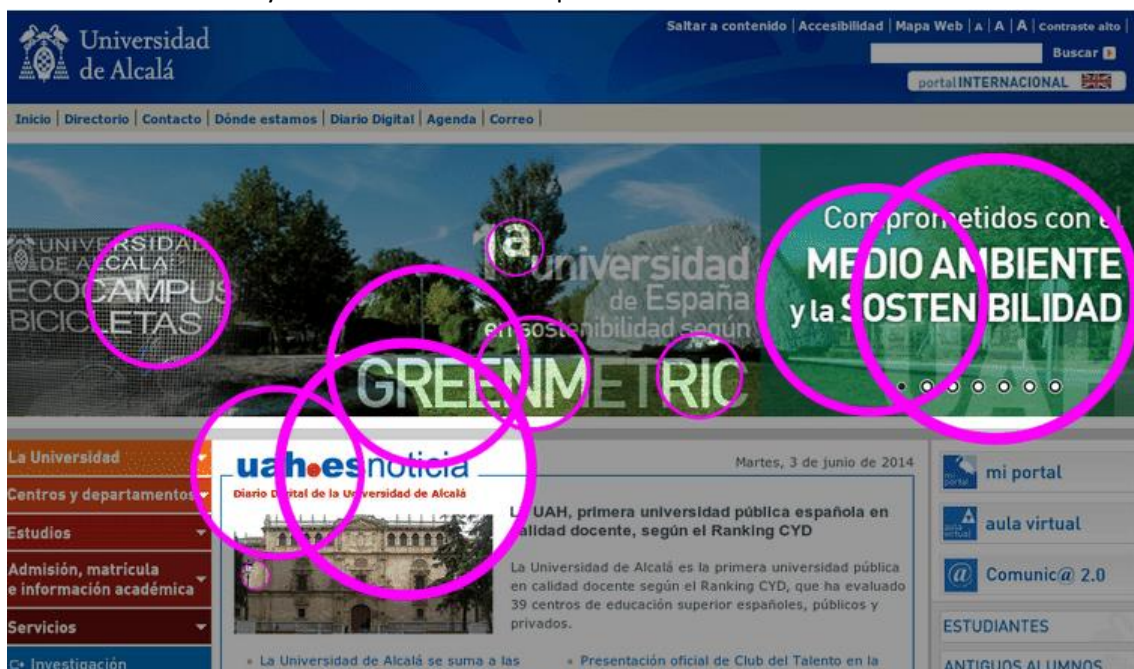 Universidad
de Alcalá
Saltar a contenido | Accesibilidad | Mapa Web | A | A | A | Contraste alto |
Buscar
portal INTERNACIONAL
Inicio | Directorio | Contacto | Dónde estamos | Diario Digital | Agenda | Correo |
UNIVERSIDAD
DE ALCALA
ECOCAMPUS
BICICLETAS
1a universidad
de España
en sostenibilidad según
GREENMETRIC
Comprometidos con el
MEDIO AMBIENTE
y la SOSTENIBILIDAD
La Universidad
Centros y departamentos
Estudios
Admisión, matricula
e información académica
Servicios
C+ Investigación
uah.es noticia
Diario Digital de la Universidad de Alcalá
Martes, 3 de junio de 2014
La UAH, primera universidad pública española en
calidad docente, según el Ranking CYD
La Universidad de Alcalá es la primera universidad pública
en calidad docente según el Ranking CYD, que ha evaluado
39 centros de educación superior españoles, públicos y
privados.
» La Universidad de Alcalá se suma a las
» Presentación oficial de Club del Talento en la
mi portal
aula virtual
Comunic@ 2.0
ESTUDIANTES
ANTIGUOS ALUMNOS